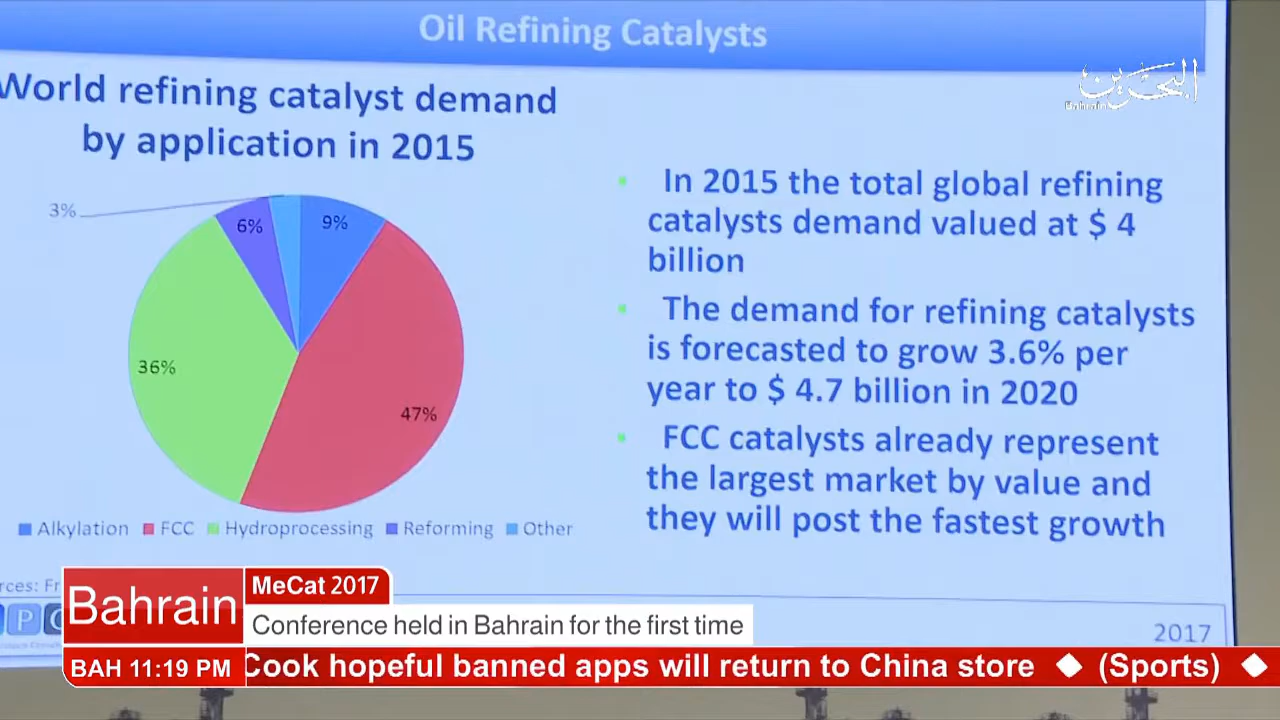 Oil Refining Catalysts
World refining catalyst demand
by application in 2015
3%
6%
9%
36%
47%
Alkylation FCC Hydroprocessing Reforming Other
البحرين
Bahrain
In 2015 the total global refining
catalysts demand valued at $ 4
billion
The demand for refining catalysts
is forecasted to grow 3.6% per
year to $ 4.7 billion in 2020
FCC catalysts already represent
the largest market by value and
they will post the fastest growth
2017
Bahrain
MeCat 2017
Conference held in Bahrain for the first time
BAH 11:19 PM
Cook hopeful banned apps will return to China store ◆ (Sports) ◆